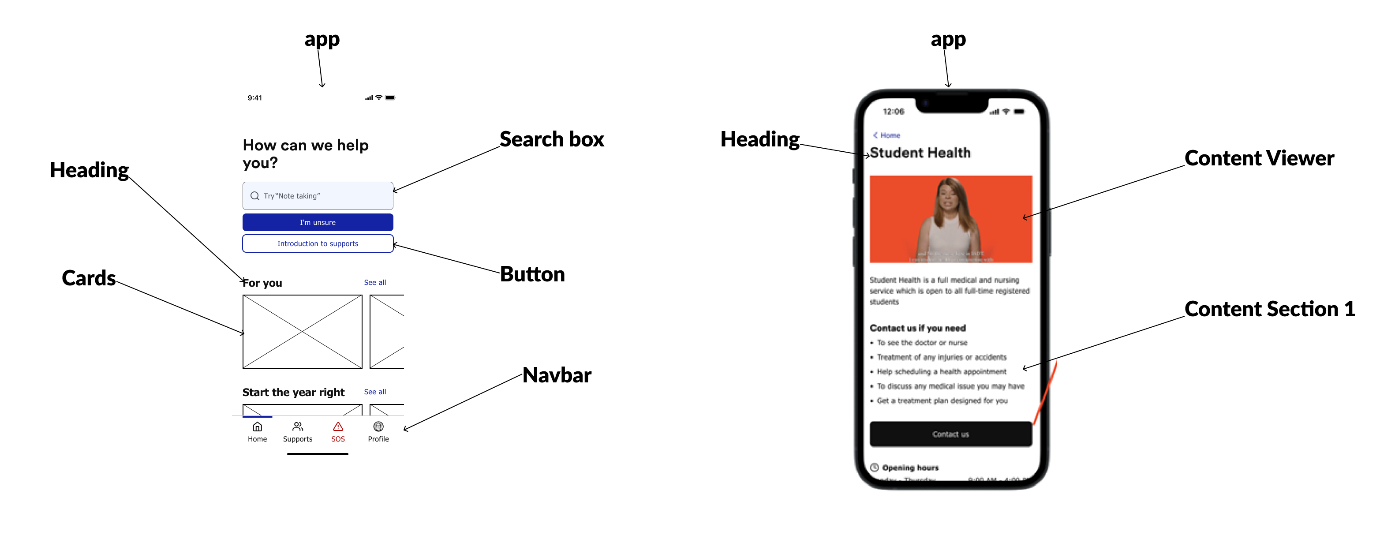 app
9:41
How can we help
you?
Try "Note taking"
I'm unsure
Introduction to supports
For you
See all
Start the year right
See all
Home
Supports
SOS
Profile
Heading
Cards
Search box
Button
Navbar
app
12:06
Home
Student Health
Student Health is a full medical and nursing
service which is open to all full-time registered
students
Contact us if you need
• To see the doctor or nurse
• Treatment of any injuries or accidents
• Help scheduling a health appointment
• To discuss any medical issue you may have
• Get a treatment plan designed for you
Contact us
Opening hours
Heading
Content Viewer
Content Section 1